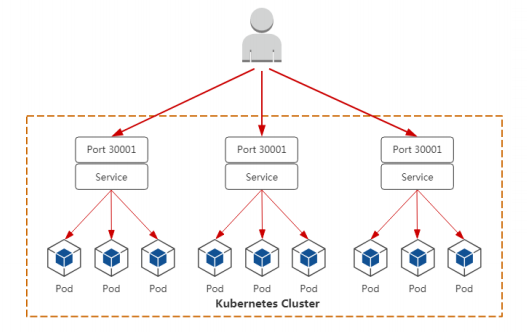 Port 30001
Port 30001
Port 30001
Service
Service
Service
Pod
Pod
Pod
Pod
Pod
Pod
Pod
Pod
Pod
Kubernetes Cluster